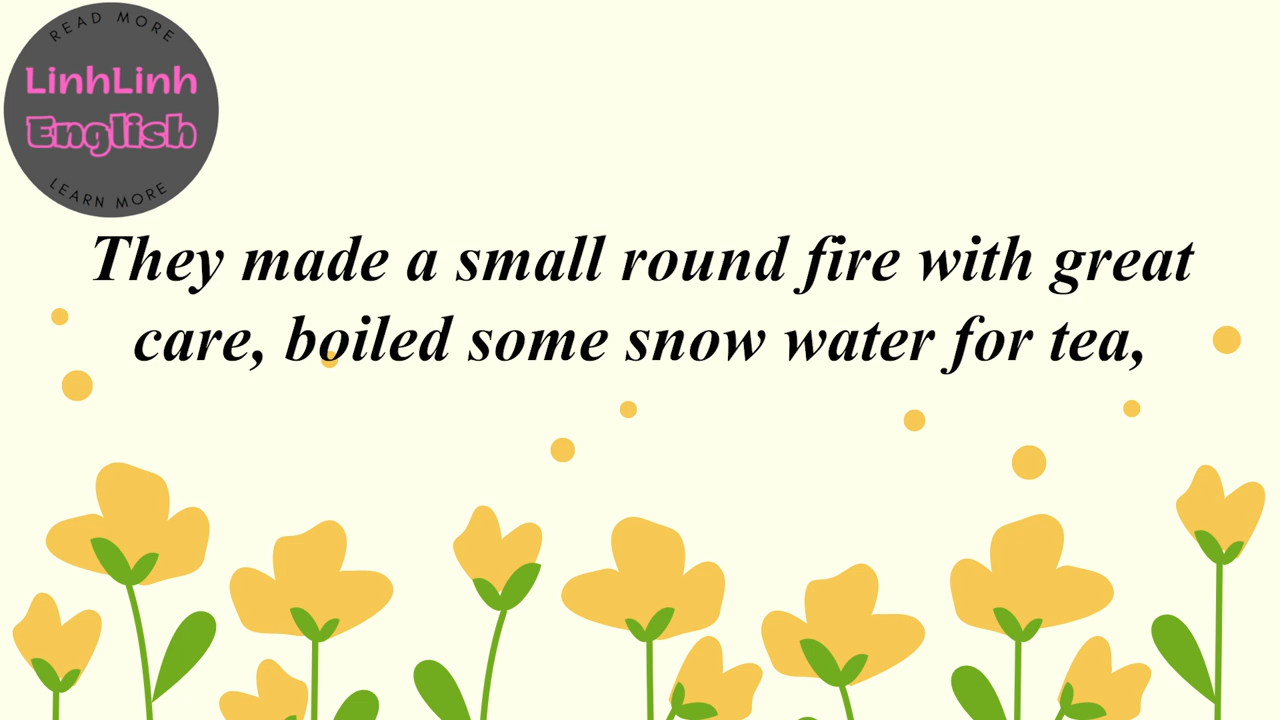 READ MORE
LinhLinh
English
LEARN MORE
They made a small round fire with great
care, boiled some snow water for tea,